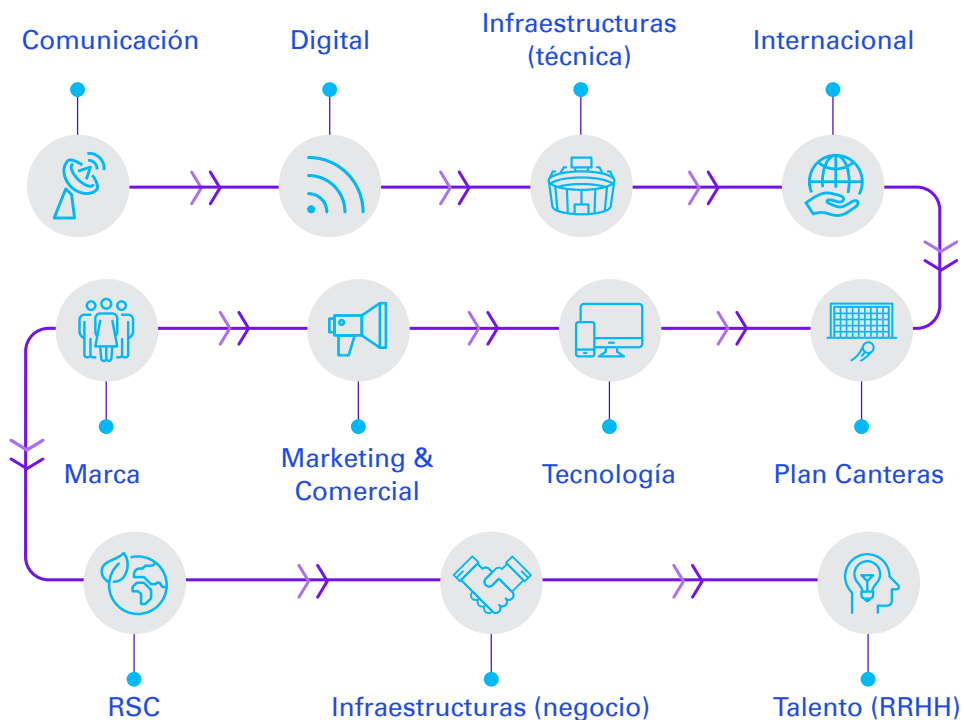 Comunicación
Digital
Infraestructuras
(técnica)
Internacional
Marca
Marketing &
Comercial
Tecnología
Plan Canteras
RSC
Infraestructuras (negocio)
Talento (RRHH)